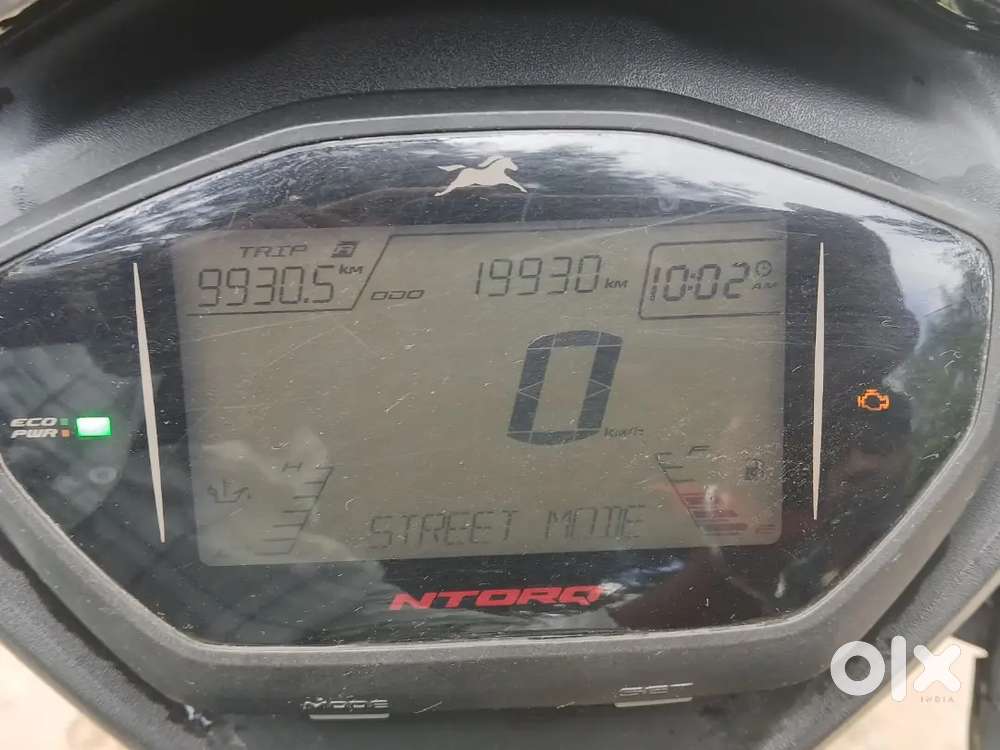 TRIP A
9930.5 KM
ODO 19930 KM
10:02 AM
0
km/h
ECO
PWR
H
F
STREET MODE
NTORQ
MODE
SET
olx
INDIA